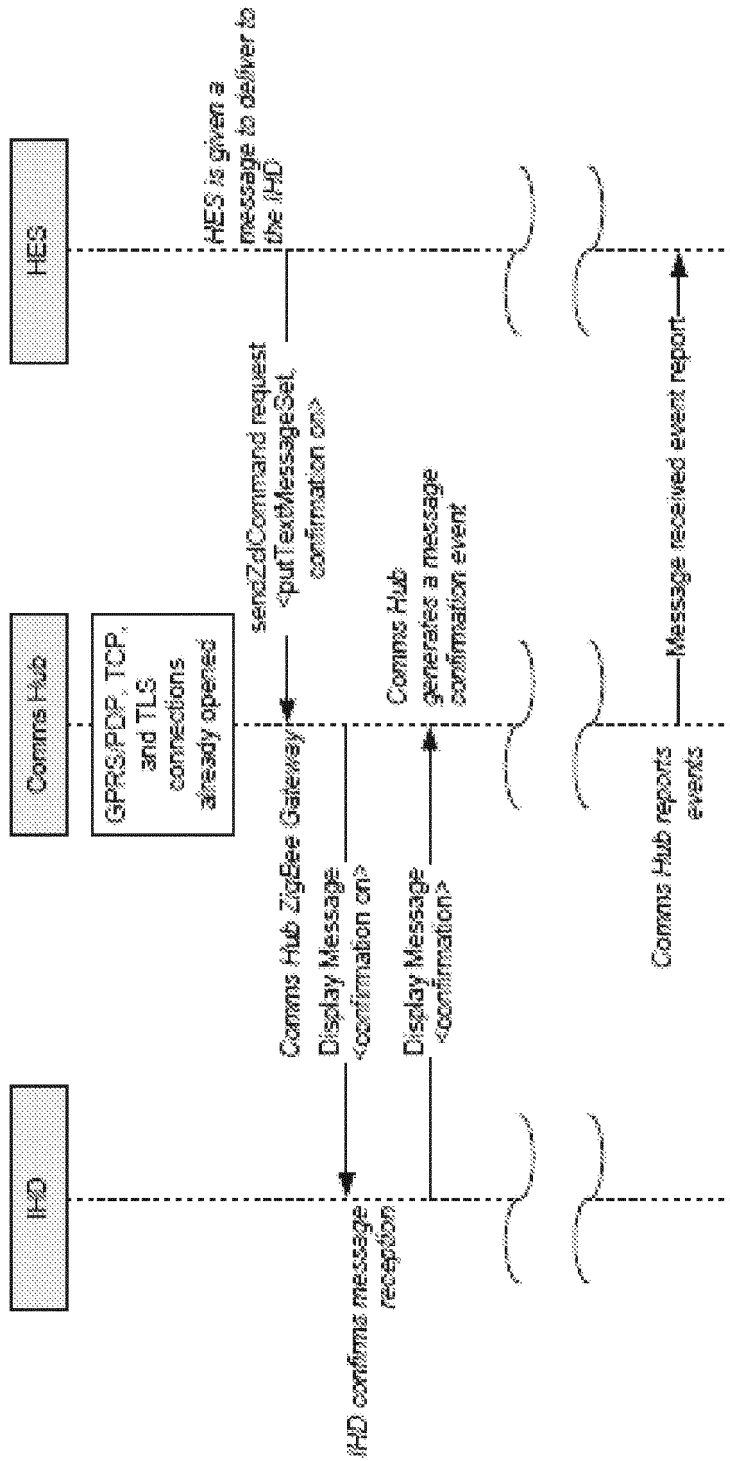 IHD
Comms Hub
HES
GPRS/PDP, TCP,
and TLS
connections
already opened
HES is given a
message to deliver to
the IHD
sendZclCommand request
<putTextMessageSet,
confirmation on>
Comms Hub ZigBee Gateway
Display Message
<confirmation on>
IHD confirms message
reception
Display Message
<confirmation>
Comms Hub
generates a message
confirmation event
Comms Hub reports
events
Message received event report